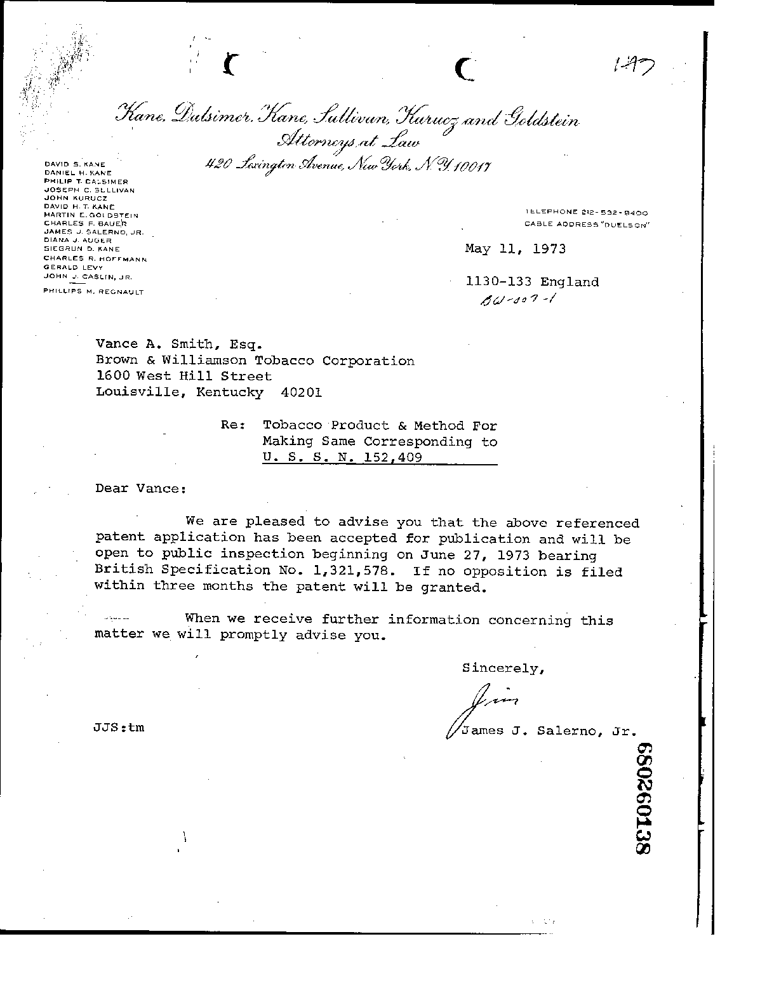 Kane, Dalsimer, Kane, Sullivan, Kurucz and Goldstein
Attorneys at Law
420 Lexington Avenue, New York, N.Y. 10017
DAVID S. KANE
DANIEL H. KANE
PHILIP T. DALSIMER
JOSEPH C. SULLIVAN
JOHN KURUCZ
DAVID H. T. KANE
MARTIN E. GOLDSTEIN
CHARLES F. BAUER
JAMES J. SALERNO, JR.
DIANA J. AUGER
SIEGRUN D. KANE
CHARLES R. HOFFMANN
GERALD LEVY
JOHN J. CASLIN, JR.
PHILLIPS M. REGNAULT
TELEPHONE 212-532-9400
CABLE ADDRESS "DUELSON"
May 11, 1973
1130-133 England
BW-007-1
Vance A. Smith, Esq.
Brown & Williamson Tobacco Corporation
1600 West Hill Street
Louisville, Kentucky 40201
Re: Tobacco Product & Method For
Making Same Corresponding to
U. S. S. N. 152,409
Dear Vance:
We are pleased to advise you that the above referenced
patent application has been accepted for publication and will be
open to public inspection beginning on June 27, 1973 bearing
British Specification No. 1,321,578. If no opposition is filed
within three months the patent will be granted.
When we receive further information concerning this
matter we will promptly advise you.
Sincerely,
Jim
James J. Salerno, Jr.
JJS:tm
680260138